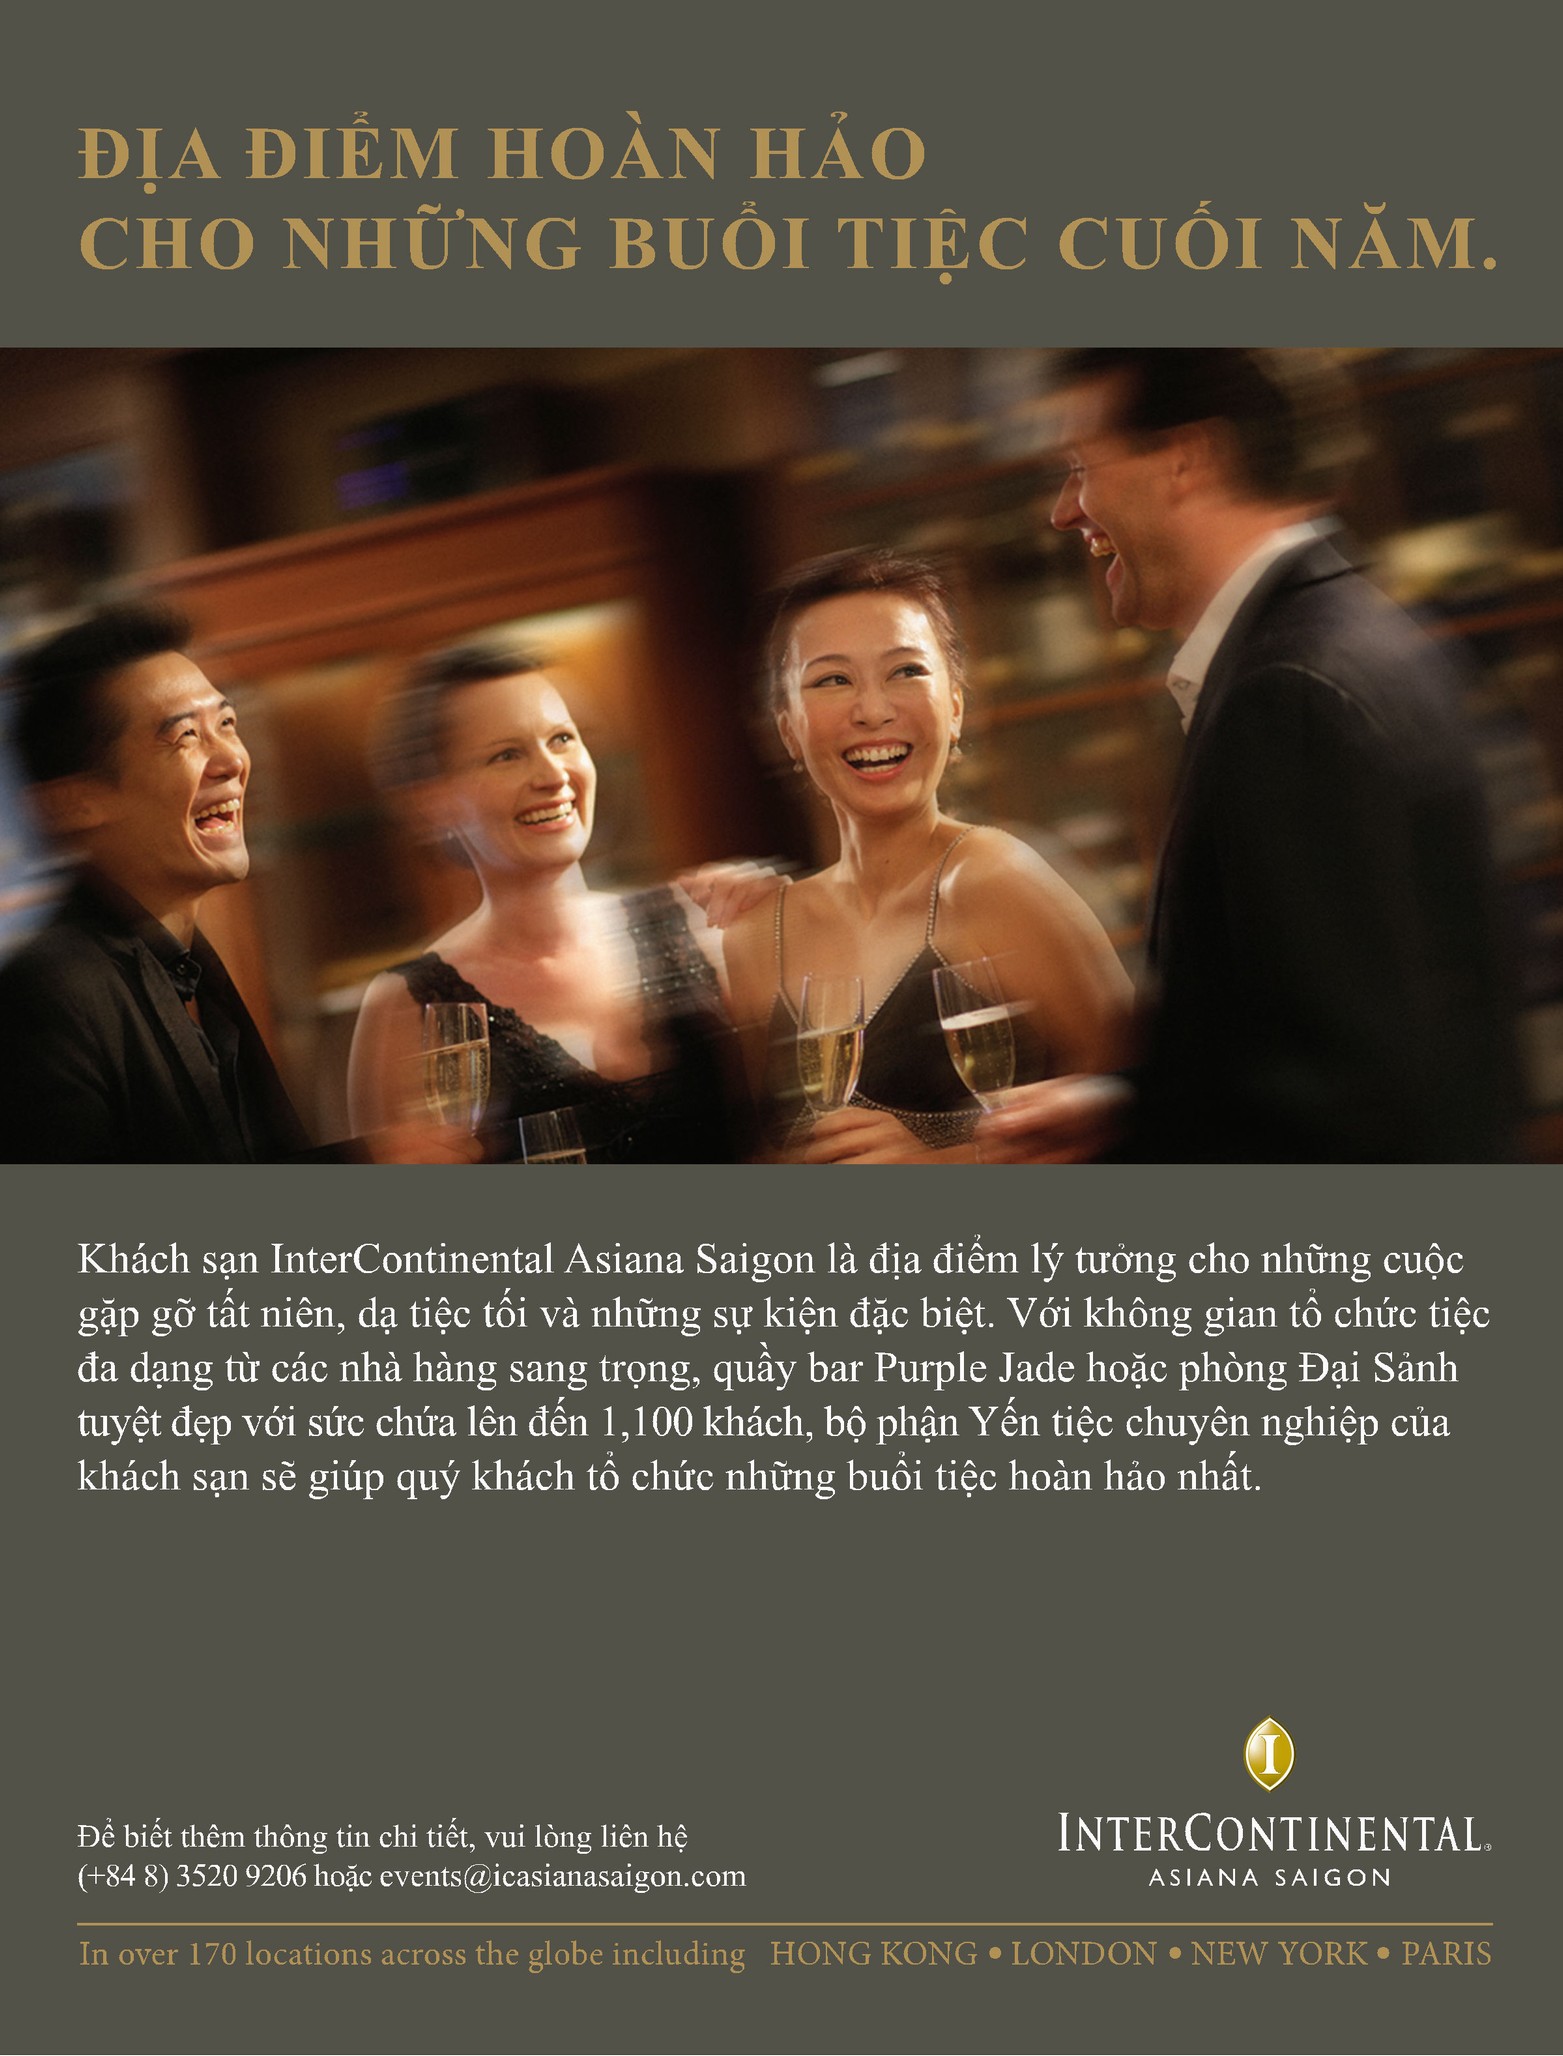 ĐỊA ĐIỂM HOÀN HẢO
CHO NHỮNG BUỔI TIỆC CUỐI NĂM.
Khách sạn InterContinental Asiana Saigon là địa điểm lý tưởng cho những cuộc
gặp gỡ tất niên, dạ tiệc tối và những sự kiện đặc biệt. Với không gian tổ chức tiệc
đa dạng từ các nhà hàng sang trọng, quầy bar Purple Jade hoặc phòng Đại Sảnh
tuyệt đẹp với sức chứa lên đến 1,100 khách, bộ phận Yến tiệc chuyên nghiệp của
khách sạn sẽ giúp quý khách tổ chức những buổi tiệc hoàn hảo nhất.
Để biết thêm thông tin chi tiết, vui lòng liên hệ
(+84 8) 3520 9206 hoặc events@icasianasaigon.com
I
INTERCONTINENTAL®
ASIANA SAIGON
In over 170 locations across the globe including HONG KONG • LONDON • NEW YORK • PARIS